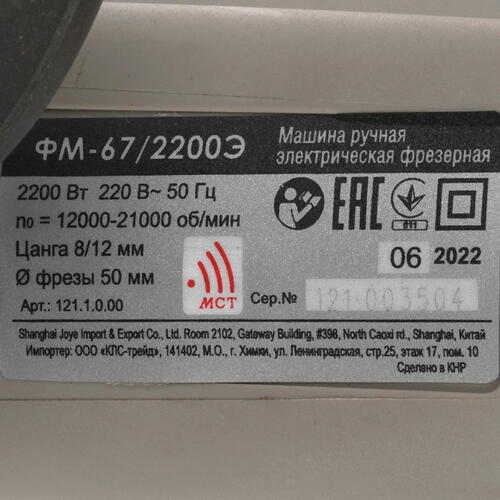 ФМ-67/2200Э
Машина ручная
электрическая фрезерная
2200 Вт 220 В~ 50 Гц
n₀ = 12000-21000 об/мин
Цанга 8/12 мм
Ø фрезы 50 мм
Арт.: 121.1.0.00
МСТ
EAC
011
06 2022
Сер.№ 121·003504
Shanghai Joye Import & Export Co., Ltd. Room 2102, Gateway Building, #398, North Caoxi rd., Shanghai, Китай
Импортер: ООО «КЛС-трейд», 141402, М.О., г. Химки, ул. Ленинградская, стр.25, этаж 17, пом. 10
Сделано в КНР